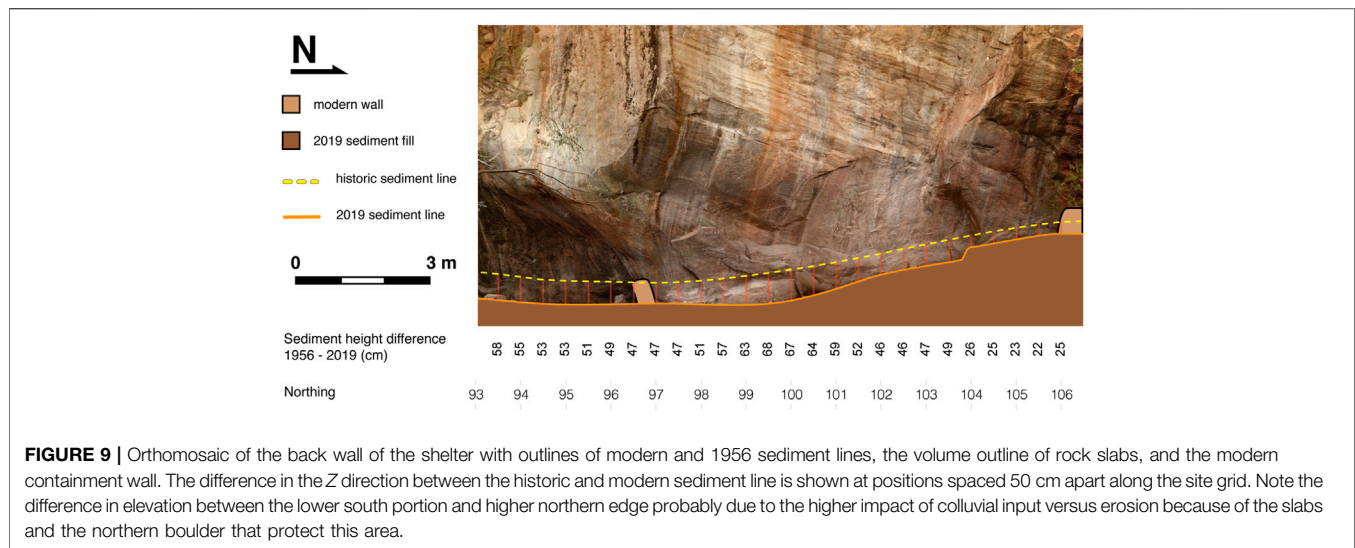 N
modern wall
2019 sediment fill
historic sediment line
2019 sediment line
0 3 m
Sediment height difference
1956 - 2019 (cm)
58 55 53 53 51 49 47 47 47 51 57 63 68 67 64 59 52 46 46 47 49 26 25 23 22 25
Northing
93 94 95 96 97 98 99 100 101 102 103 104 105 106
FIGURE 9 | Orthomosaic of the back wall of the shelter with outlines of modern and 1956 sediment lines, the volume outline of rock slabs, and the modern
containment wall. The difference in the Z direction between the historic and modern sediment line is shown at positions spaced 50 cm apart along the site grid. Note the
difference in elevation between the lower south portion and higher northern edge probably due to the higher impact of colluvial input versus erosion because of the slabs
and the northern boulder that protect this area.